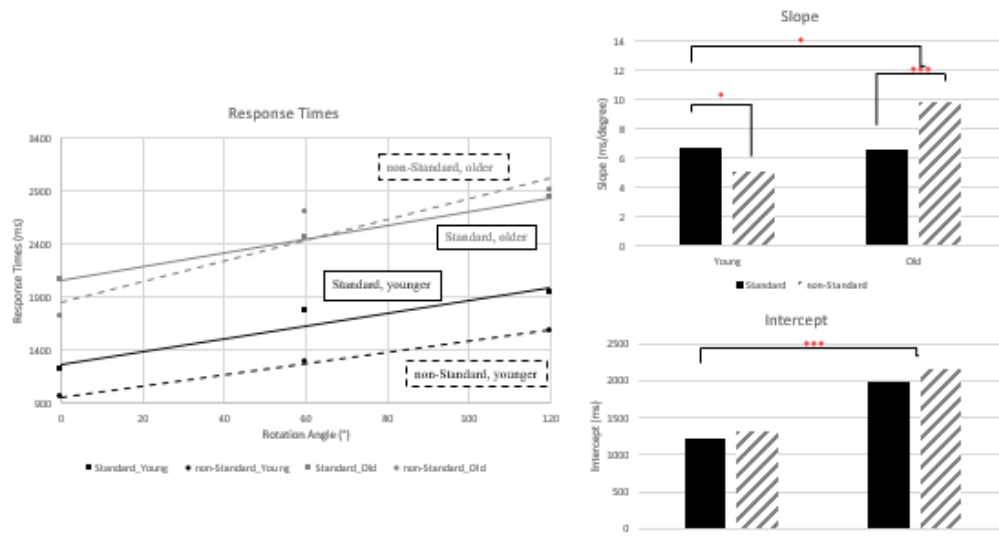 Response Times
3400
2900
2400
1900
1400
900
0 20 40 60 80 100 120
Response Times (ms)
Rotation Angle (°)
non-Standard, older
Standard, older
Standard, younger
non-Standard, younger
Standard_Young non-Standard_Young Standard_Old non-Standard_Old
Slope
14
12
10
8
6
4
2
0
Slope (ms/degree)
*
*
***
Young Old
Standard non-Standard
Intercept
2500
2000
1500
1000
500
0
Intercept (ms)
***